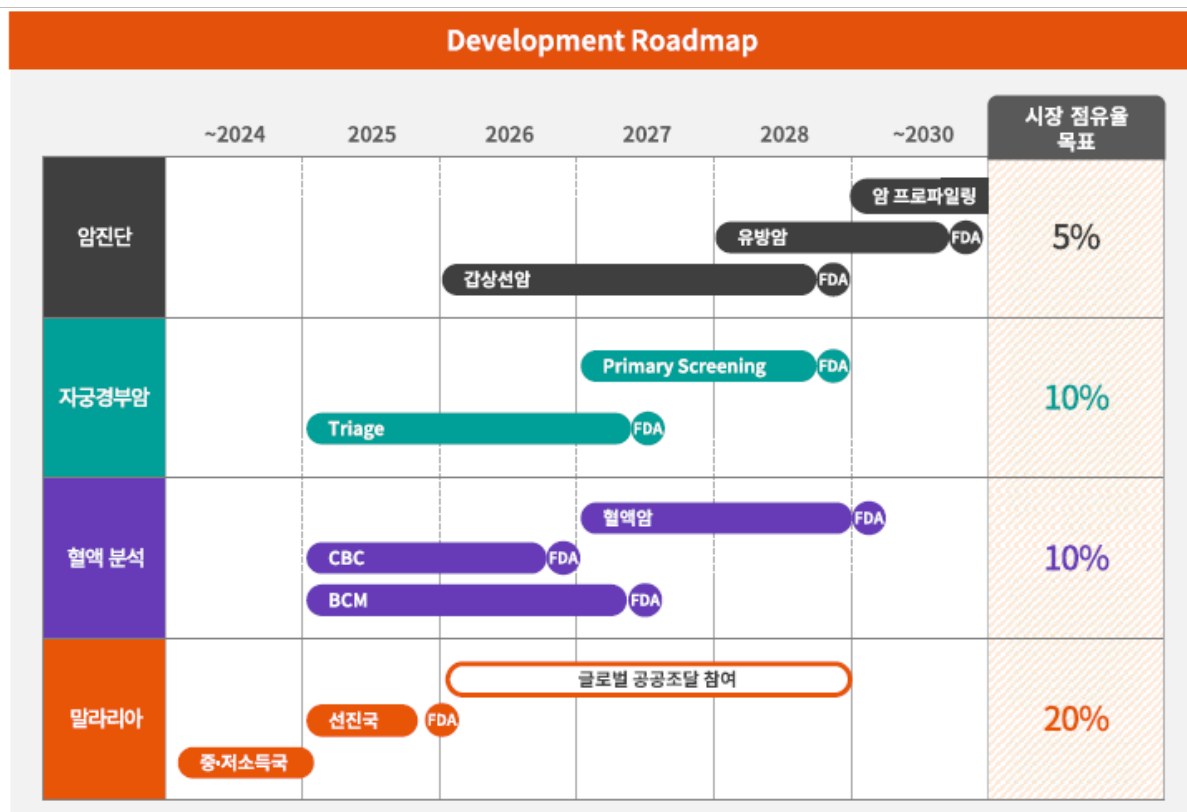 Development Roadmap
~2024 2025 2026 2027 2028 ~2030 시장 점유율
목표
암진단
암 프로파일링
유방암 FDA
갑상선암 FDA
5%
자궁경부암
Primary Screening FDA
Triage FDA
10%
혈액 분석
혈액암 FDA
CBC FDA
BCM FDA
10%
말라리아
글로벌 공공조달 참여
선진국 FDA
중·저소득국
20%